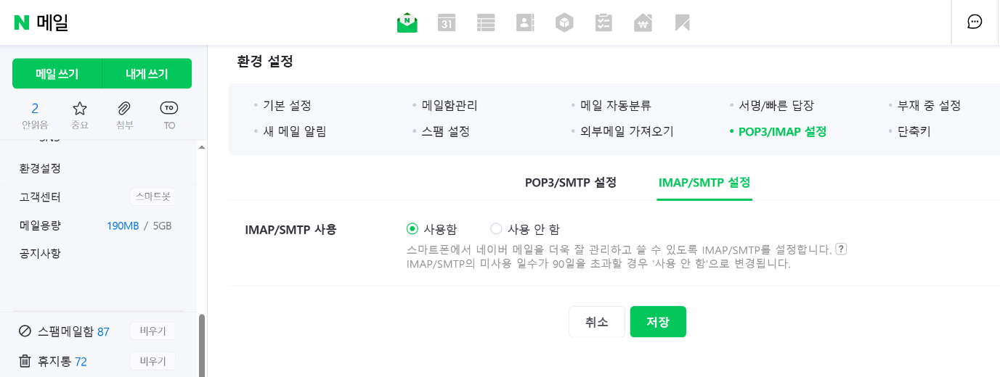 N 메일
N
31
메일 쓰기 내게 쓰기
2
TO
안읽음 중요 첨부 TO
SNS
환경설정
고객센터 스마트봇
메일용량 190MB / 5GB
공지사항
스팸메일함 87 비우기
휴지통 72 비우기
환경 설정
기본 설정 메일함관리 메일 자동분류 서명/빠른 답장 부재 중 설정
새 메일 알림 스팸 설정 외부메일 가져오기 POP3/IMAP 설정 단축키
POP3/SMTP 설정 IMAP/SMTP 설정
IMAP/SMTP 사용 사용함 사용 안 함
스마트폰에서 네이버 메일을 더욱 잘 관리하고 쓸 수 있도록 IMAP/SMTP를 설정합니다. ?
IMAP/SMTP의 미사용 일수가 90일을 초과할 경우 '사용 안 함'으로 변경됩니다.
취소 저장